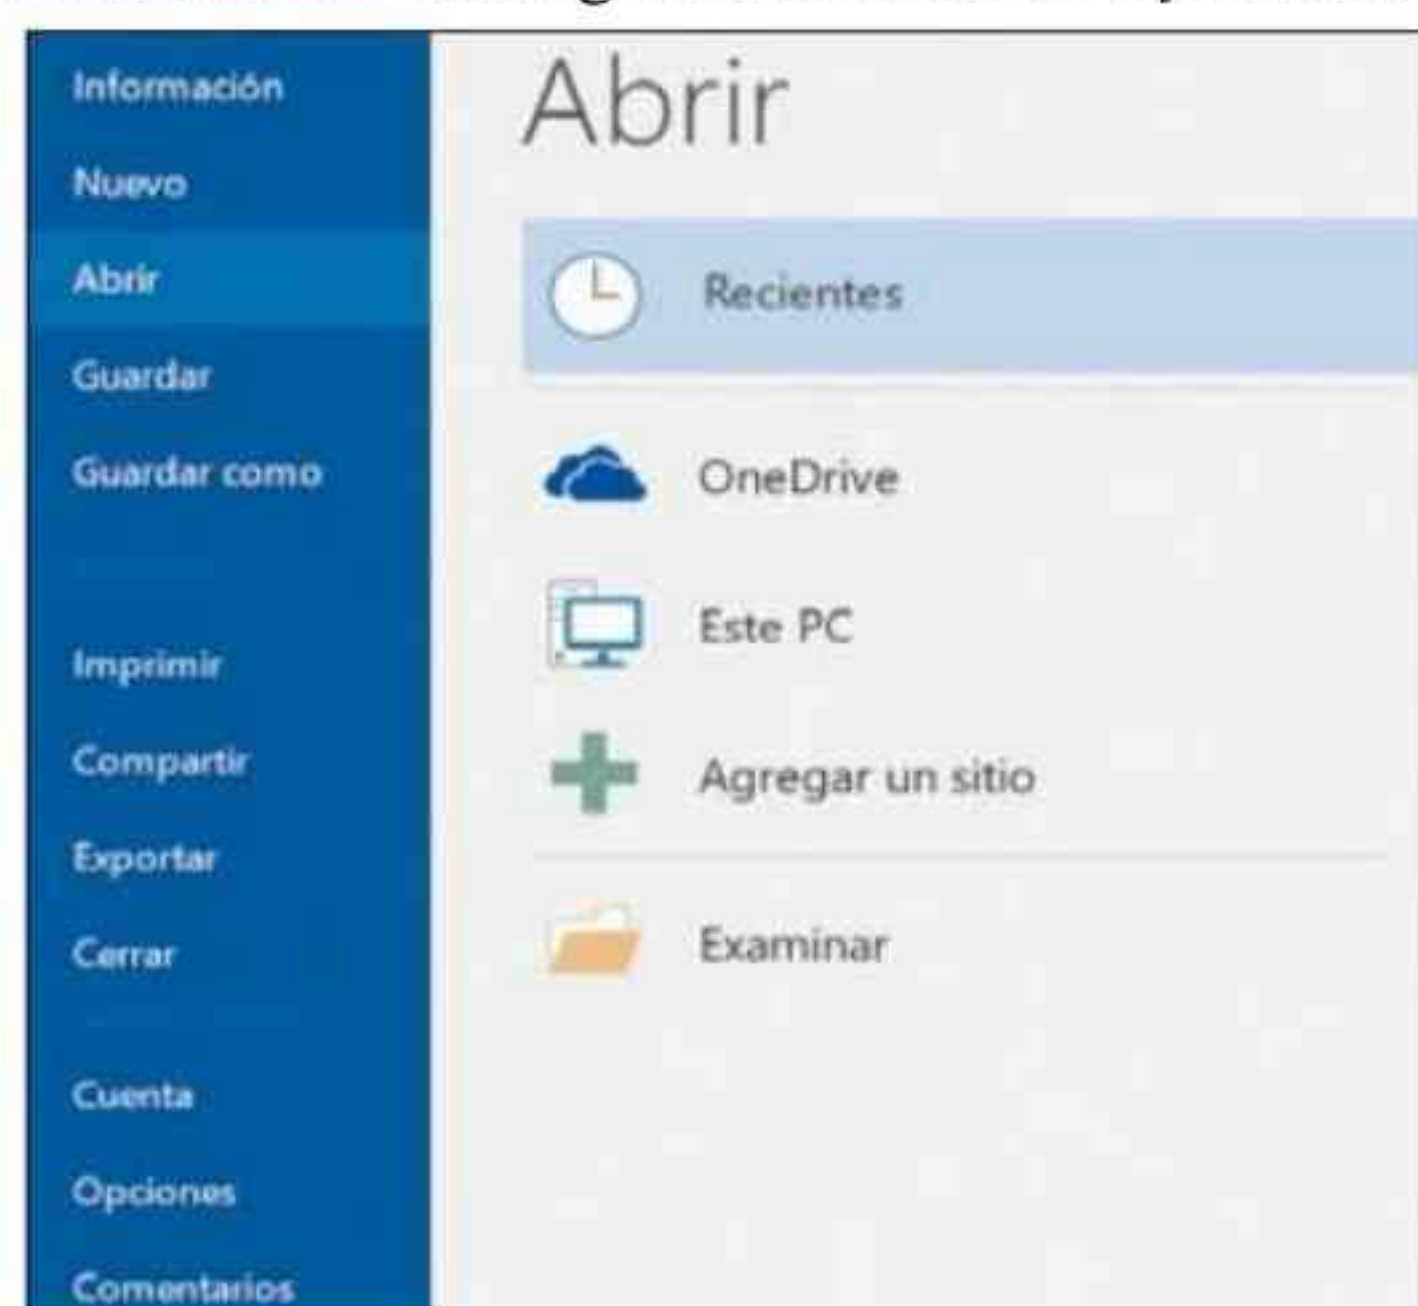 Información
Nuevo
Abrir
Guardar
Guardar como
Imprimir
Compartir
Exportar
Cerrar
Cuenta
Opciones
Comentarios
Abrir
Recientes
OneDrive
Este PC
Agregar un sitio
Examinar